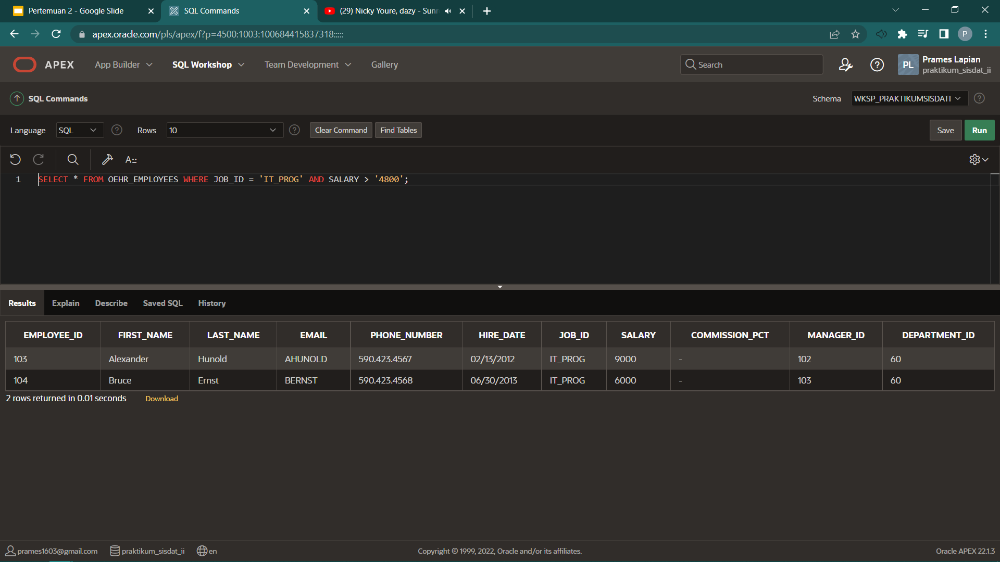 Pertemuan 2 - Google Slide
SQL Commands
(29) Nicky Youre, dazy - Sun
apex.oracle.com/pls/apex/f?p=4500:1003:100684415837318:::::
P
APEX
App Builder
SQL Workshop
Team Development
Gallery
Search
PL
Prames Lapian
praktikum_sisdat_ii
SQL Commands
Schema
WKSP_PRAKTIKUMSISDATI
Language
SQL
Rows
10
Clear Command
Find Tables
Save
Run
A::
1 SELECT * FROM OEHR_EMPLOYEES WHERE JOB_ID = 'IT_PROG' AND SALARY > '4800';
Results Explain Describe Saved SQL History
EMPLOYEE_ID FIRST_NAME LAST_NAME EMAIL PHONE_NUMBER HIRE_DATE JOB_ID SALARY COMMISSION_PCT MANAGER_ID DEPARTMENT_ID
103 Alexander Hunold AHUNOLD 590.423.4567 02/13/2012 IT_PROG 9000 - 102 60
104 Bruce Ernst BERNST 590.423.4568 06/30/2013 IT_PROG 6000 - 103 60
2 rows returned in 0.01 seconds Download
prames1603@gmail.com praktikum_sisdat_ii en Copyright © 1999, 2022, Oracle and/or its affiliates. Oracle APEX 22.1.3